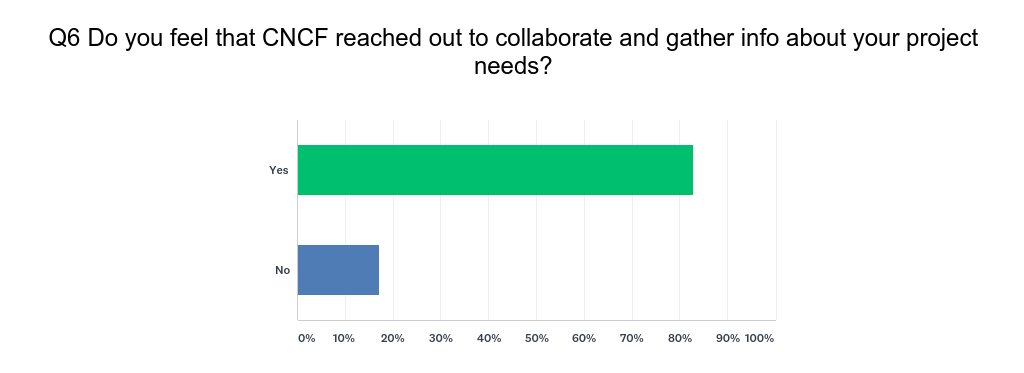 Q6 Do you feel that CNCF reached out to collaborate and gather info about your project
needs?
Yes
No
0% 10% 20% 30% 40% 50% 60% 70% 80% 90% 100%